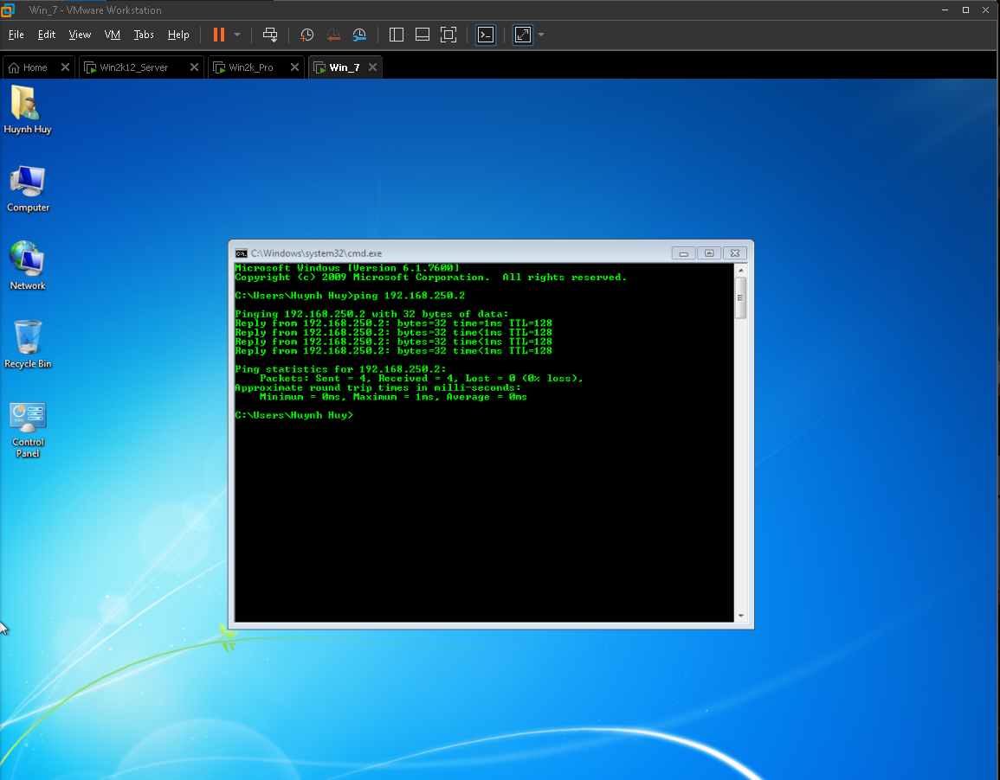 Win_7 - VMware Workstation
File Edit View VM Tabs Help
Home Win2k12_Server Win2k_Pro Win_7
Huynh Huy
Computer
Network
Recycle Bin
Control
Panel
C:\Windows\system32\cmd.exe
Microsoft Windows [Version 6.1.7600]
Copyright (c) 2009 Microsoft Corporation.  All rights reserved.
C:\Users\Huynh Huy>ping 192.168.250.2
Pinging 192.168.250.2 with 32 bytes of data:
Reply from 192.168.250.2: bytes=32 time=1ms TTL=128
Reply from 192.168.250.2: bytes=32 time<1ms TTL=128
Reply from 192.168.250.2: bytes=32 time<1ms TTL=128
Reply from 192.168.250.2: bytes=32 time<1ms TTL=128
Ping statistics for 192.168.250.2:
    Packets: Sent = 4, Received = 4, Lost = 0 (0% loss),
Approximate round trip times in milli-seconds:
    Minimum = 0ms, Maximum = 1ms, Average = 0ms
C:\Users\Huynh Huy>